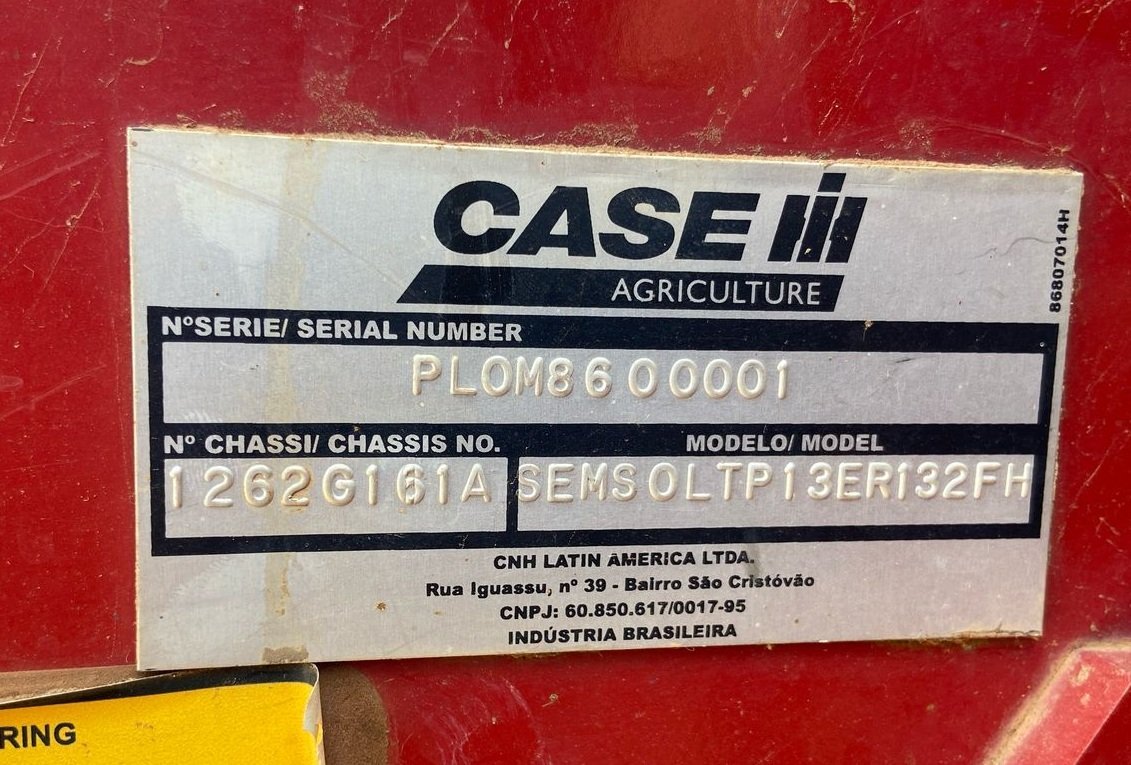 CASE IH
AGRICULTURE
86807014H
NºSERIE/ SERIAL NUMBER
PLOM8600001
Nº CHASSI/ CHASSIS NO.
MODELO/ MODEL
1262G161A
SEMSOLTP13ER132FH
CNH LATIN AMERICA LTDA.
Rua Iguassu, nº 39 - Bairro São Cristóvão
CNPJ: 60.850.617/0017-95
INDÚSTRIA BRASILEIRA
RING